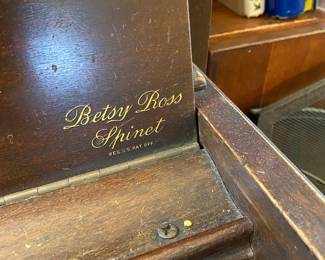 Betsy Ross
Spinet
REG. U.S. PAT. OFF.